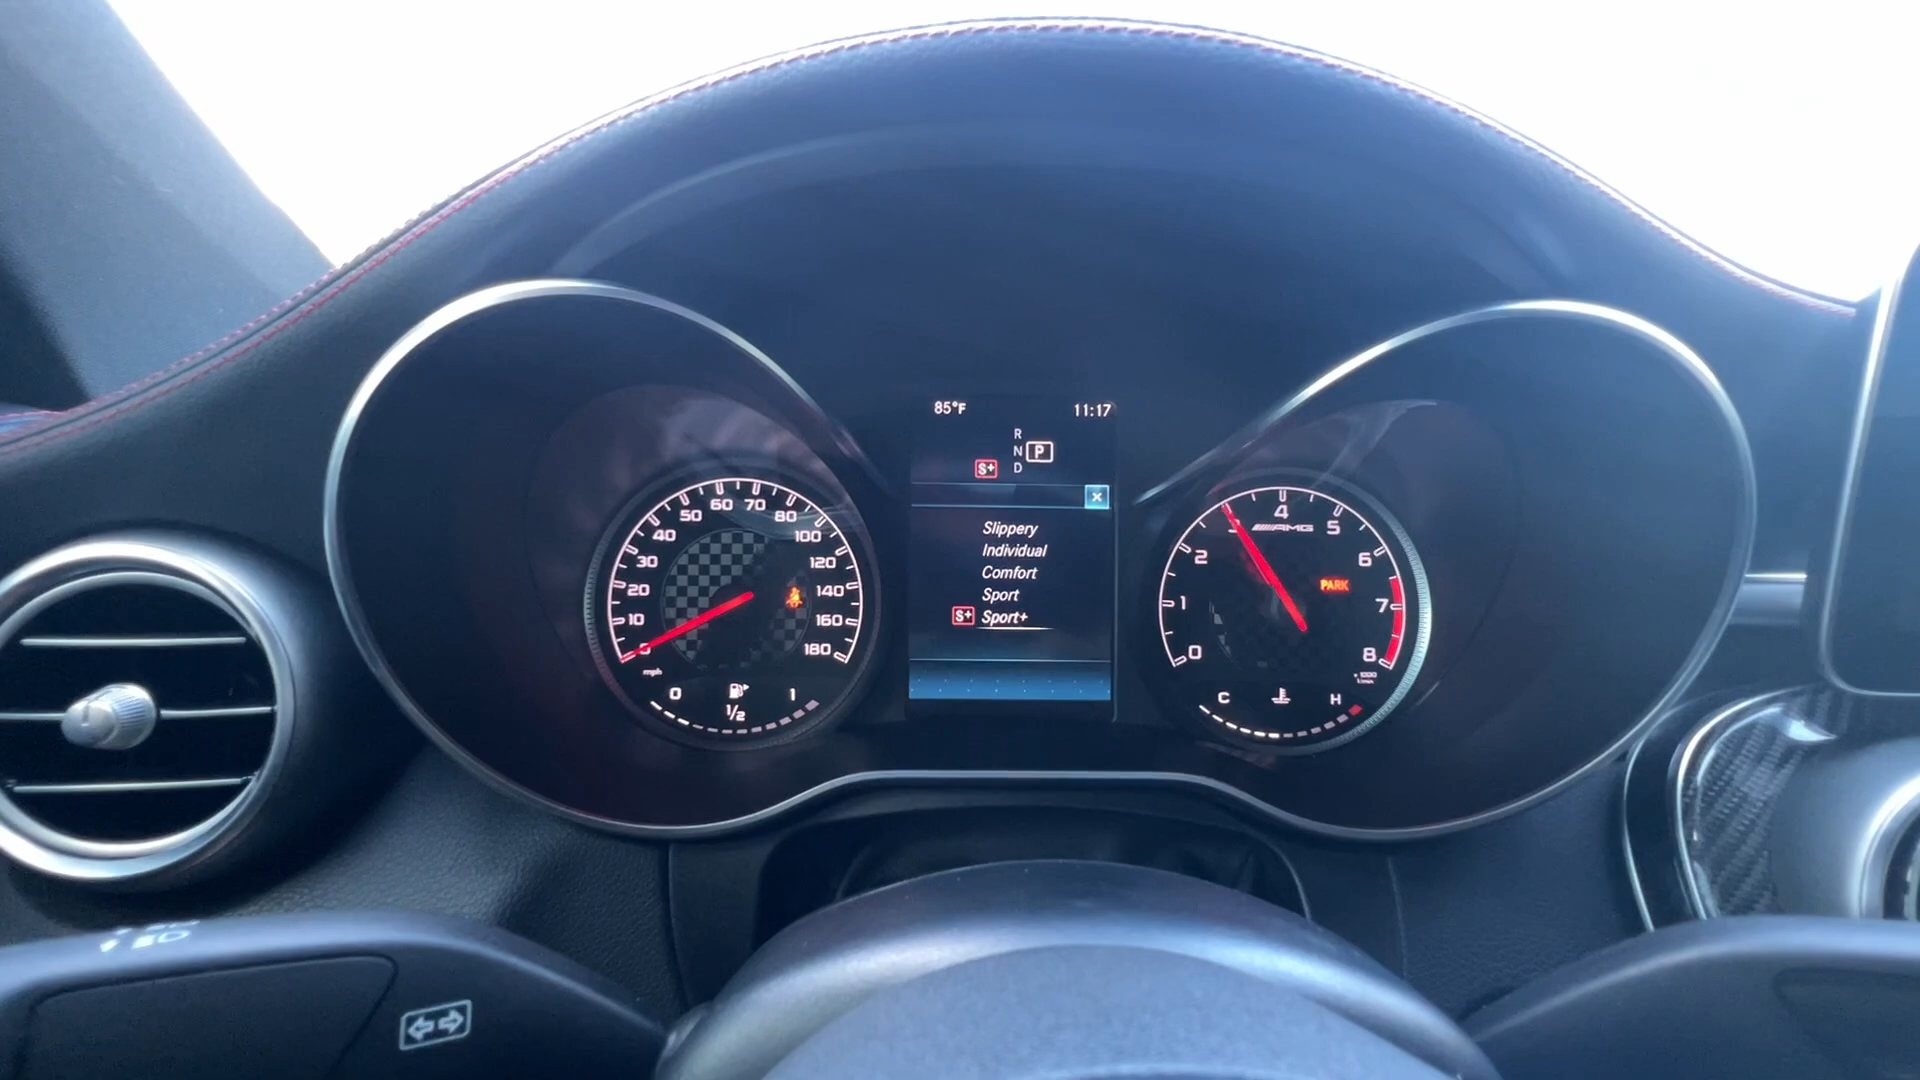 85°F 11:17
R
N P
S+ D
Slippery
Individual
Comfort
Sport
S+ Sport+
0
10
20
30
40
50
60
70
80
100
120
140
160
180
mph
0 1/2 1
0
1
2
4
5
6
7
8
AMG
PARK
C H